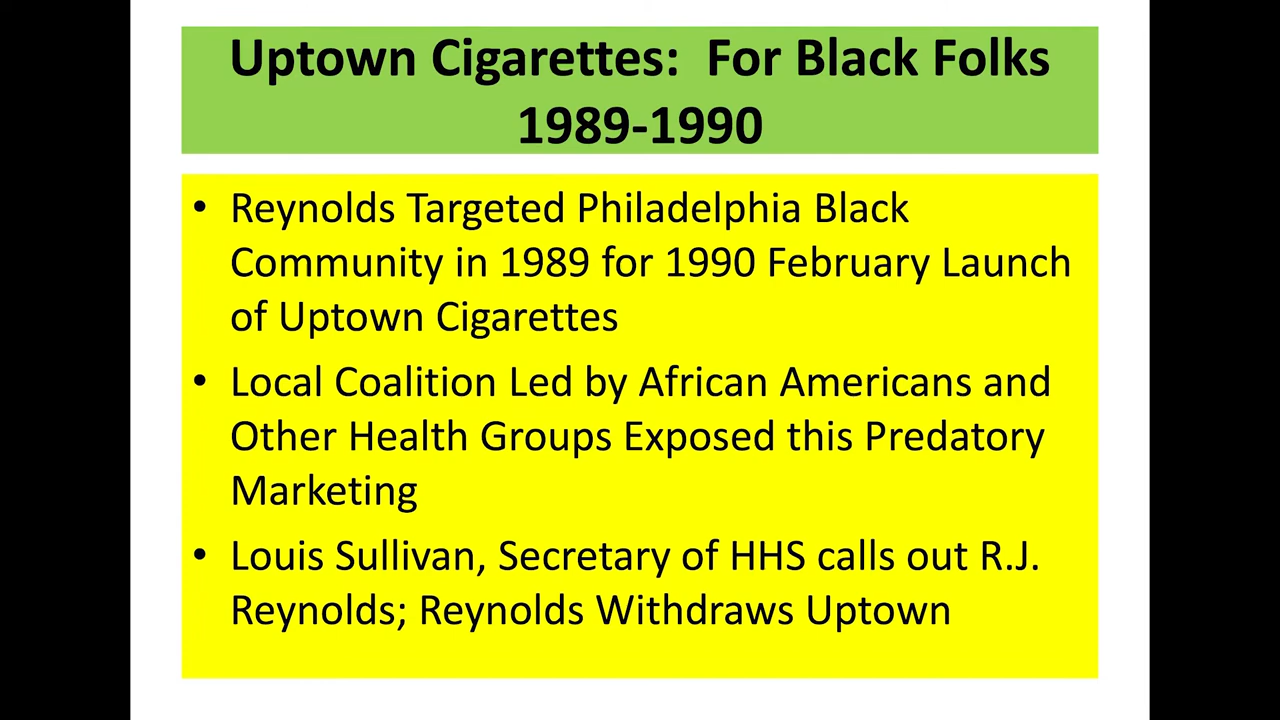 Uptown Cigarettes:  For Black Folks
1989-1990
• Reynolds Targeted Philadelphia Black
Community in 1989 for 1990 February Launch
of Uptown Cigarettes
• Local Coalition Led by African Americans and
Other Health Groups Exposed this Predatory
Marketing
• Louis Sullivan, Secretary of HHS calls out R.J.
Reynolds; Reynolds Withdraws Uptown